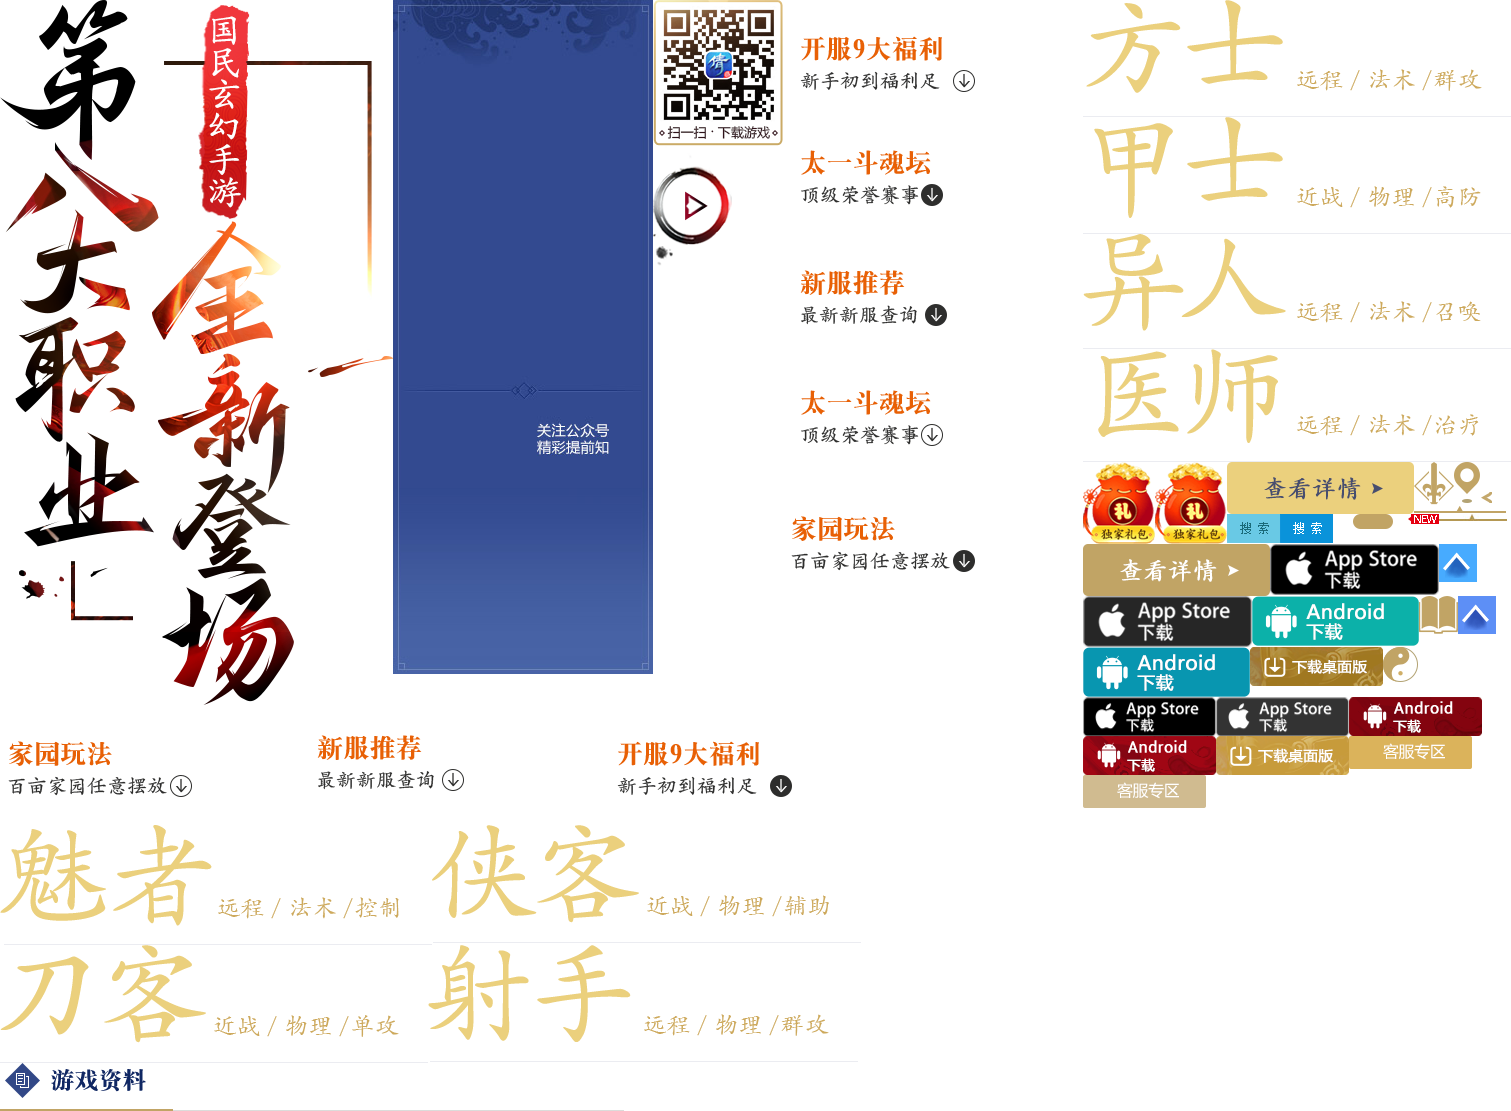 第八大职业
国民玄幻手游
全新登场
关注公众号
精彩提前知
扫一扫·下载游戏
开服9大福利
新手初到福利足
太一斗魂坛
顶级荣誉赛事
新服推荐
最新新服查询
太一斗魂坛
顶级荣誉赛事
家园玩法
百亩家园任意摆放
方士
远程 / 法术 /群攻
甲士
近战 / 物理 /高防
异人
远程 / 法术 /召唤
医师
远程 / 法术 /治疗
礼
独家礼包
礼
独家礼包
查看详情
搜索
搜索
NEW
查看详情
App Store
下载
App Store
下载
Android
下载
Android
下载
下载桌面版
App Store
下载
App Store
下载
Android
下载
Android
下载
下载桌面版
客服专区
客服专区
家园玩法
百亩家园任意摆放
新服推荐
最新新服查询
开服9大福利
新手初到福利足
魅者
远程 / 法术 /控制
侠客
近战 / 物理 /辅助
刀客
近战 / 物理 /单攻
射手
远程 / 物理 /群攻
游戏资料